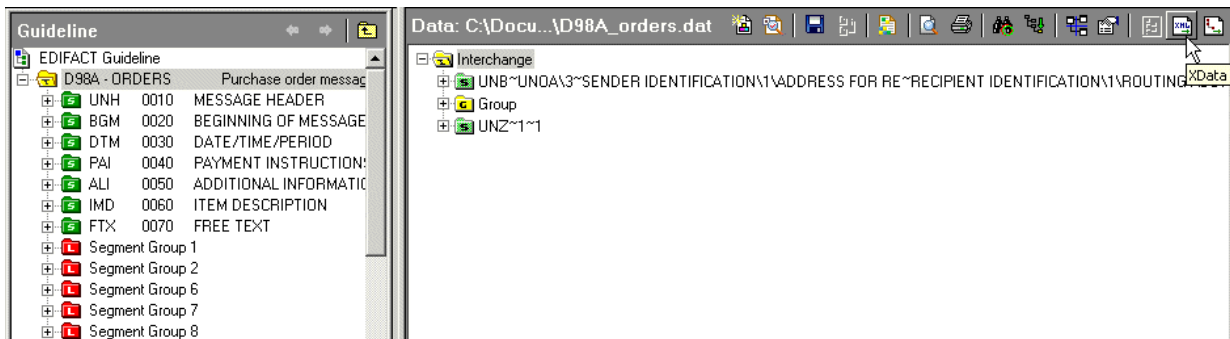 Guideline
EDIFACT Guideline
D98A - ORDERS Purchase order messag
UNH 0010 MESSAGE HEADER
BGM 0020 BEGINNING OF MESSAGE
DTM 0030 DATE/TIME/PERIOD
PAI 0040 PAYMENT INSTRUCTIONS
ALI 0050 ADDITIONAL INFORMATIO
IMD 0060 ITEM DESCRIPTION
FTX 0070 FREE TEXT
Segment Group 1
Segment Group 2
Segment Group 6
Segment Group 7
Segment Group 8
Data: C:\Docu...\D98A_orders.dat
XML
Interchange
UNB~UNOA\3~SENDER IDENTIFICATION\1\ADDRESS FOR RE~RECIPIENT IDENTIFICATION\1\ROUTING
XData
Group
UNZ~1~1